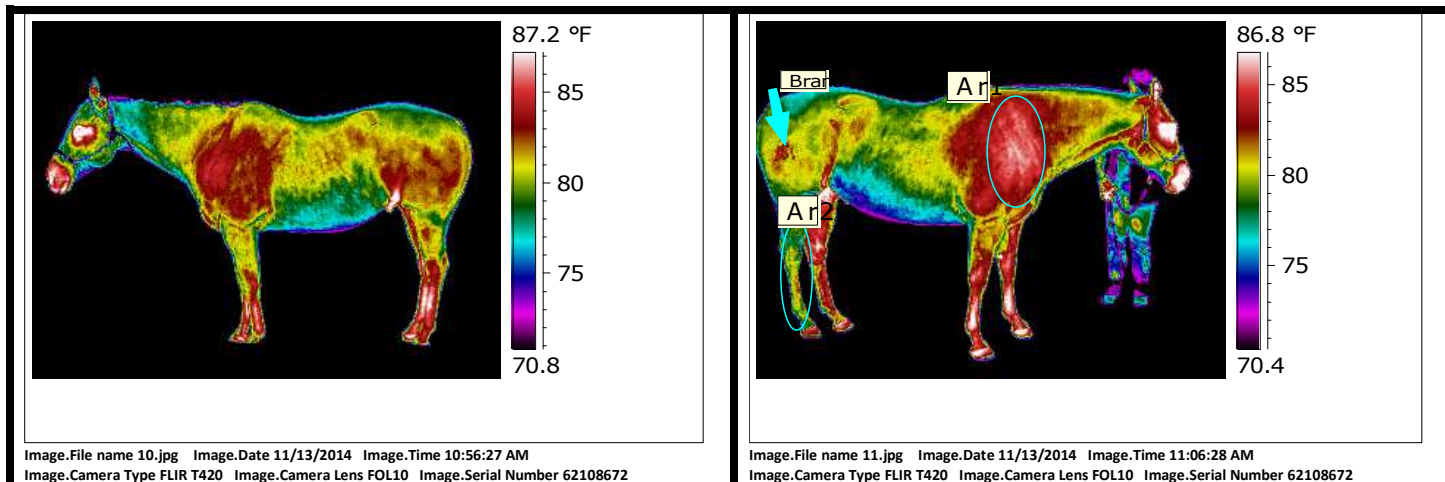 87.2 °F
85
80
75
70.8
Image.File name 10.jpg Image.Date 11/13/2014 Image.Time 10:56:27 AM
Image.Camera Type FLIR T420 Image.Camera Lens FOL10 Image.Serial Number 62108672
Bran
Ar1
Ar2
86.8 °F
85
80
75
70.4
Image.File name 11.jpg Image.Date 11/13/2014 Image.Time 11:06:28 AM
Image.Camera Type FLIR T420 Image.Camera Lens FOL10 Image.Serial Number 62108672